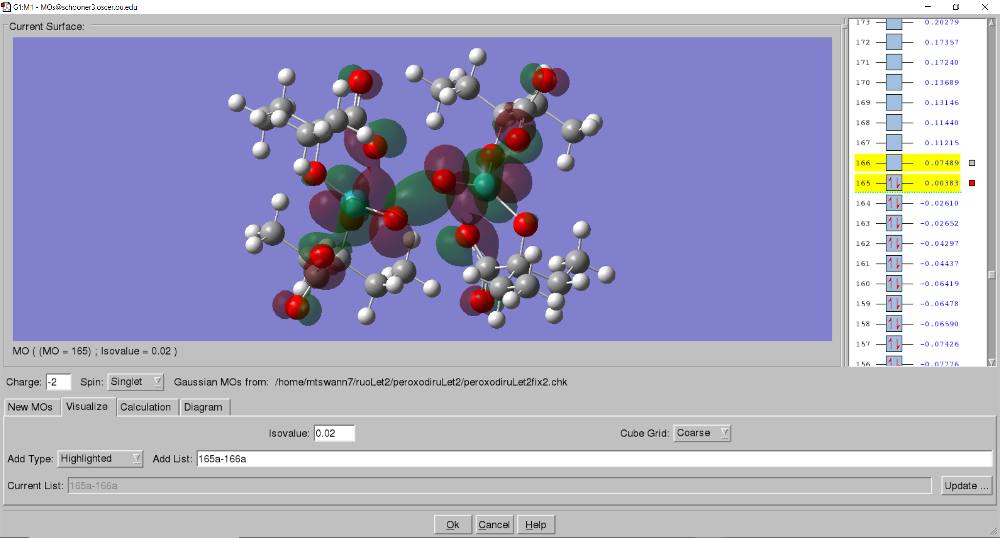 G1:M1 - MOs@schooner3.oscer.ou.edu
Current Surface:
173 0.20279
172 0.17357
171 0.17240
170 0.13689
169 0.13146
168 0.11440
167 0.11215
166 0.07489
165 0.00383
164 -0.02610
163 -0.02652
162 -0.04297
161 -0.04437
160 -0.06419
159 -0.06478
158 -0.06590
157 -0.07426
156 -0.07776
MO ( (MO = 165) ; Isovalue = 0.02 )
Charge: -2 Spin: Singlet Gaussian MOs from: /home/mtswann7/ruoLet2/peroxodiruLet2/peroxodiruLet2fix2.chk
New MOs Visualize Calculation Diagram
Isovalue: 0.02 Cube Grid: Coarse
Add Type: Highlighted Add List: 165a-166a
Current List: 165a-166a Update ...
Ok Cancel Help